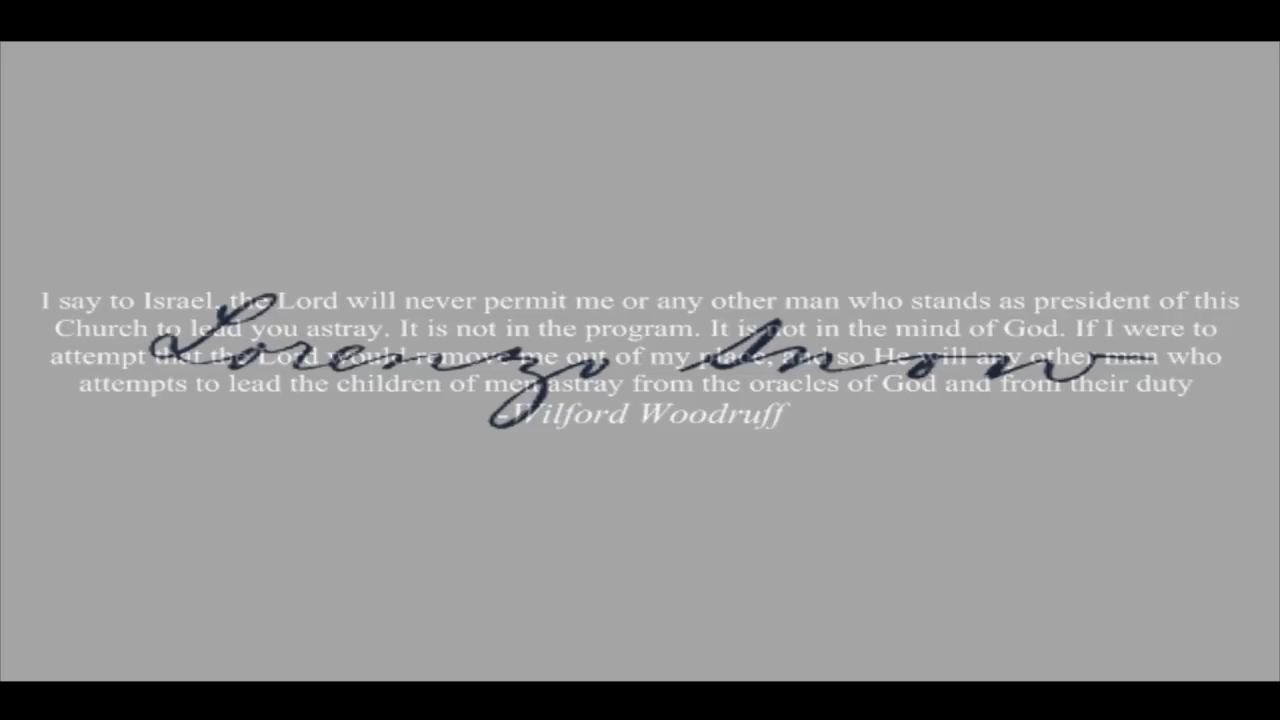 I say to Israel, the Lord will never permit me or any other man who stands as president of this
Church to lead you astray. It is not in the program. It is not in the mind of God. If I were to
attempt that the Lord would remove me out of my place, and so He will any other man who
attempts to lead the children of men astray from the oracles of God and from their duty
-Wilford Woodruff
Lorenzo Snow